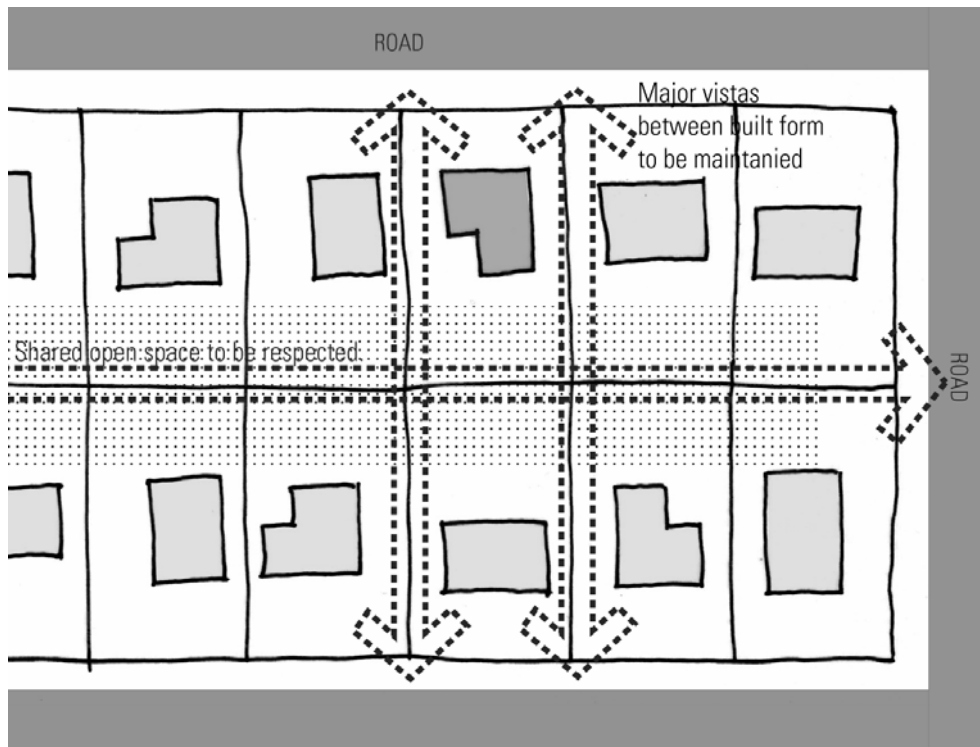 ROAD
Major vistas
between built form
to be maintanied
Shared open space to be respected.
ROAD